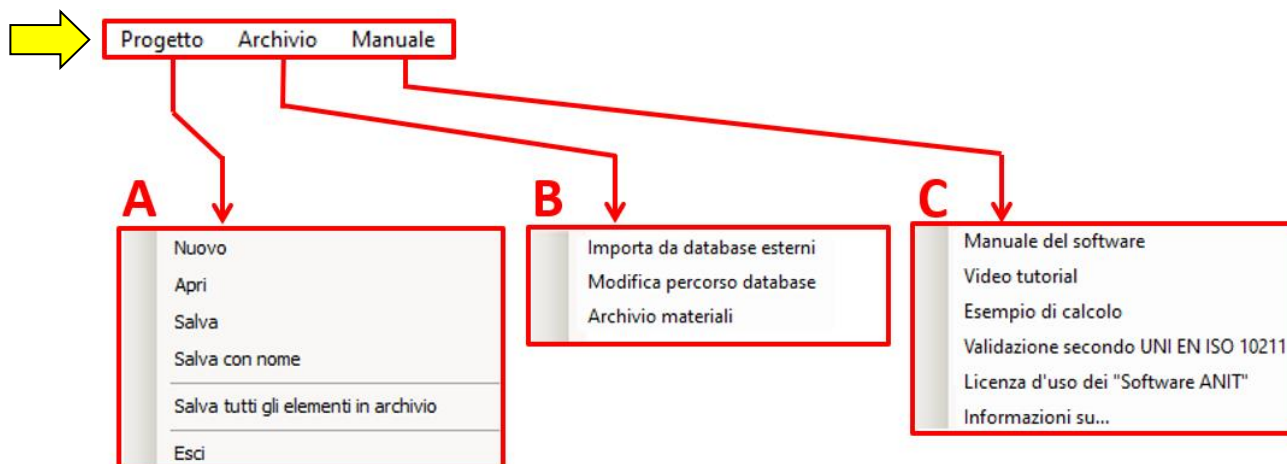 Progetto Archivio Manuale
A
Nuovo
Apri
Salva
Salva con nome
Salva tutti gli elementi in archivio
Esci
B
Importa da database esterni
Modifica percorso database
Archivio materiali
C
Manuale del software
Video tutorial
Esempio di calcolo
Validazione secondo UNI EN ISO 10211
Licenza d'uso dei "Software ANIT"
Informazioni su...